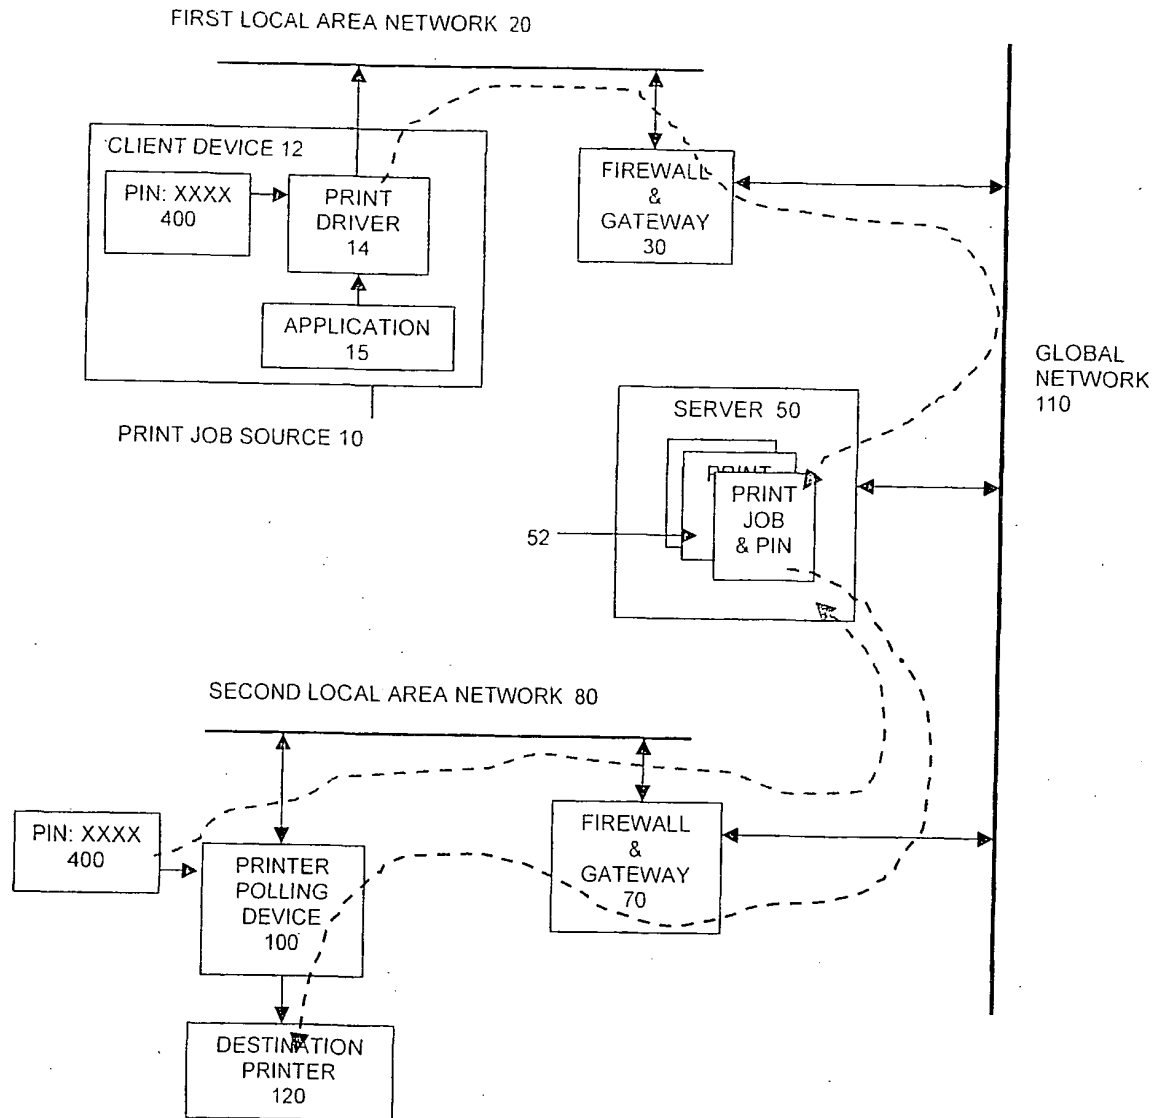 FIRST LOCAL AREA NETWORK 20
CLIENT DEVICE 12
PIN: XXXX
400
PRINT
DRIVER
14
APPLICATION
15
PRINT JOB SOURCE 10
FIREWALL
&
GATEWAY
30
GLOBAL
NETWORK
110
SERVER 50
PRINT
PRINT
JOB
& PIN
52
SECOND LOCAL AREA NETWORK 80
PIN: XXXX
400
PRINTER
POLLING
DEVICE
100
FIREWALL
&
GATEWAY
70
DESTINATION
PRINTER
120